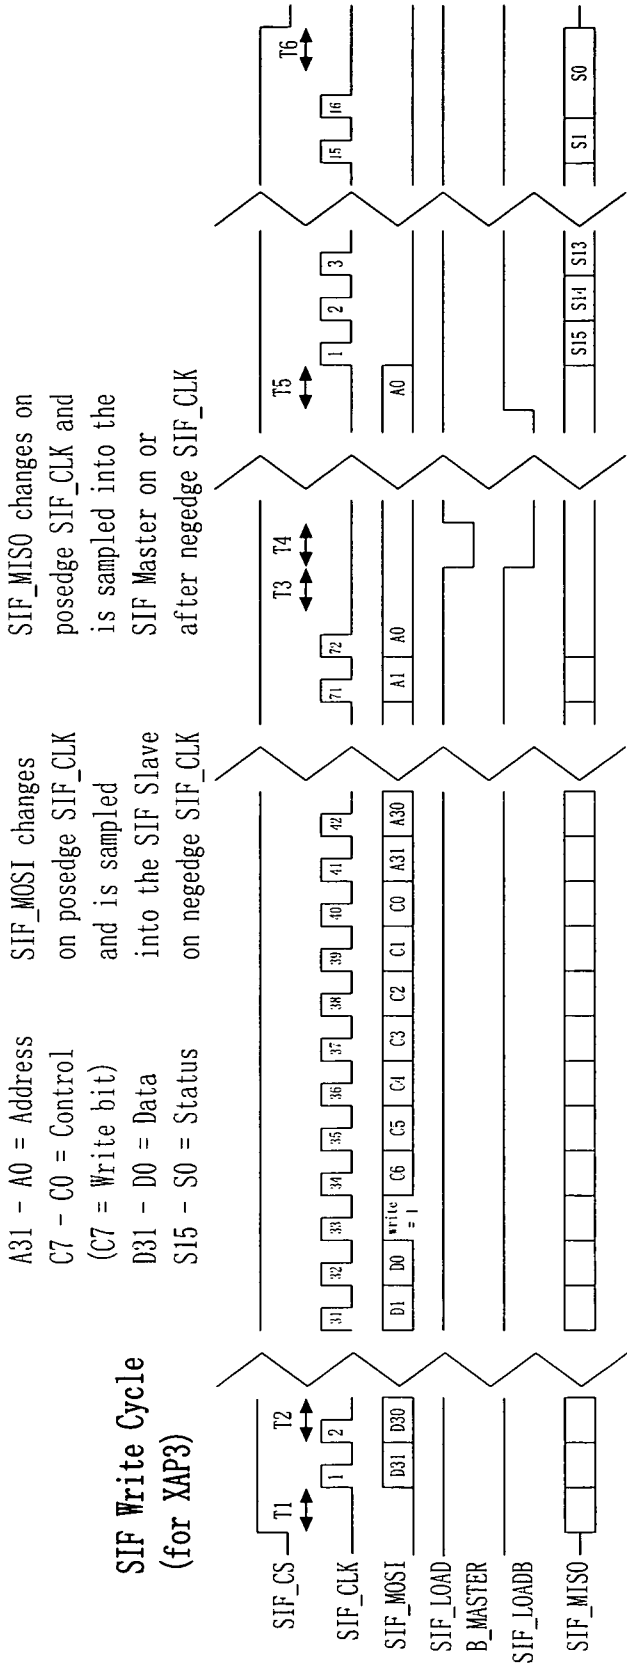 SIF Write Cycle
(for XAP3)
A31 - A0 = Address
C7 - C0 = Control
(C7 = Write bit)
D31 - D0 = Data
S15 - S0 = Status
SIF_MOSI changes
on posedge SIF_CLK
and is sampled
into the SIF Slave
on negedge SIF_CLK
SIF_MISO changes on
posedge SIF_CLK and
is sampled into the
SIF Master on or
after negedge SIF_CLK
SIF_CS
T1 T2 T3 T4 T5 T6
SIF_CLK
1 2 31 32 33 34 35 36 37 38 39 40 41 42 71 72 1 2 3 15 16
SIF_MOSI
D31 D30 D1 D0 write = 1 C6 C5 C4 C3 C2 C1 C0 A31 A30 A1 A0 A0
SIF_LOAD
B_MASTER
SIF_LOADB
SIF_MISO
S15 S14 S13 S1 S0